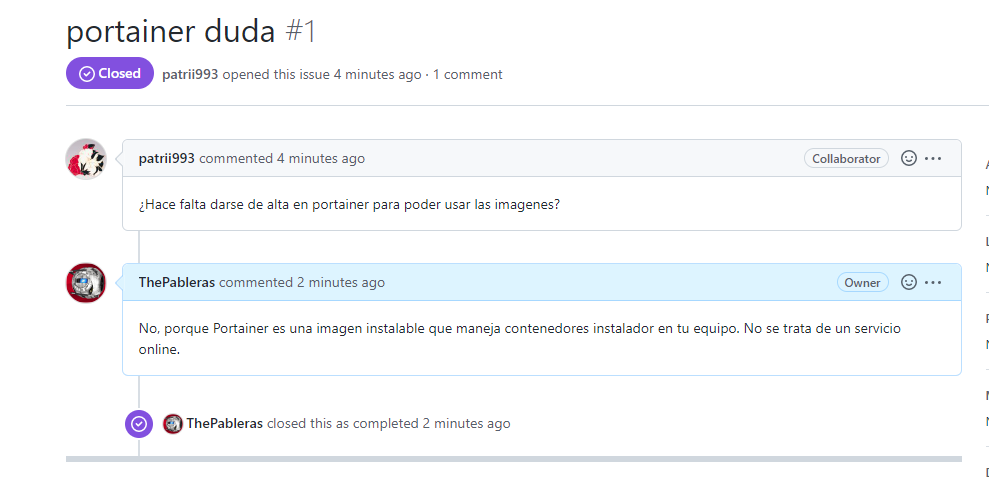 portainer duda #1
Closed patrii993 opened this issue 4 minutes ago · 1 comment
patrii993 commented 4 minutes ago Collaborator
¿Hace falta darse de alta en portainer para poder usar las imagenes?
ThePableras commented 2 minutes ago Owner
No, porque Portainer es una imagen instalable que maneja contenedores instalador en tu equipo. No se trata de un servicio
online.
ThePableras closed this as completed 2 minutes ago